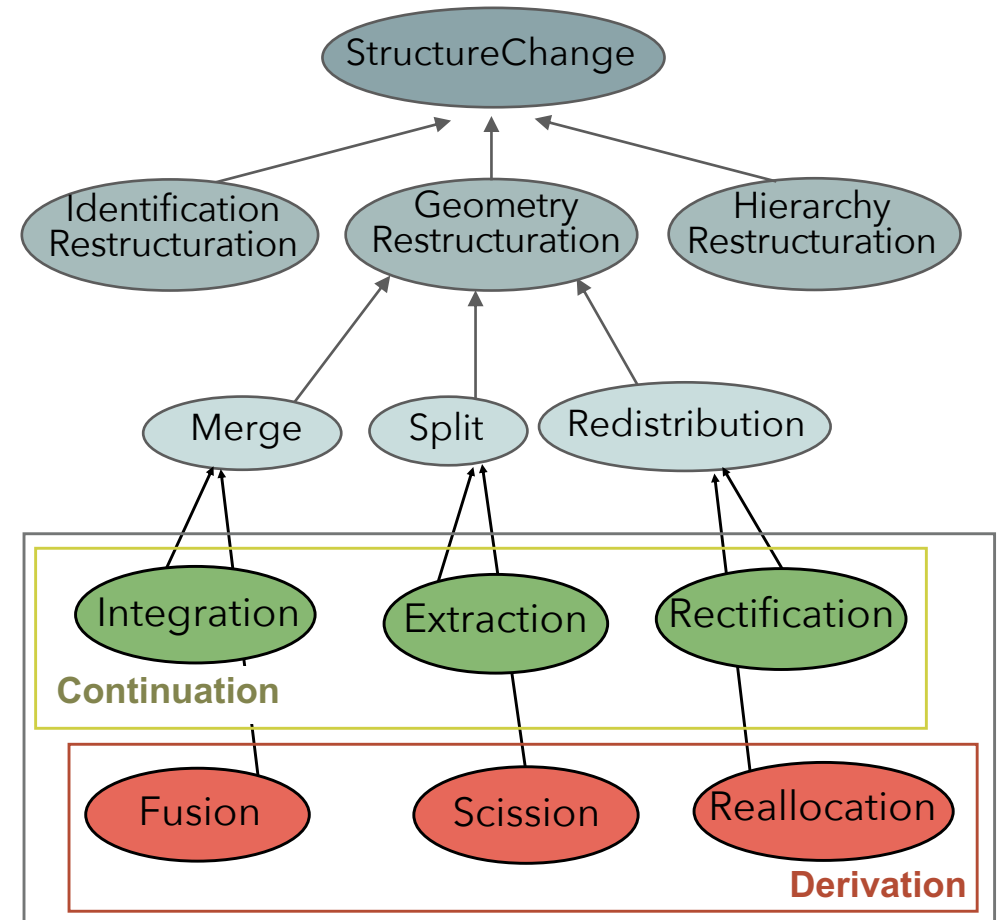 StructureChange
Identification
Restructuration
Geometry
Restructuration
Hierarchy
Restructuration
Merge
Split
Redistribution
Integration
Extraction
Rectification
Continuation
Fusion
Scission
Reallocation
Derivation